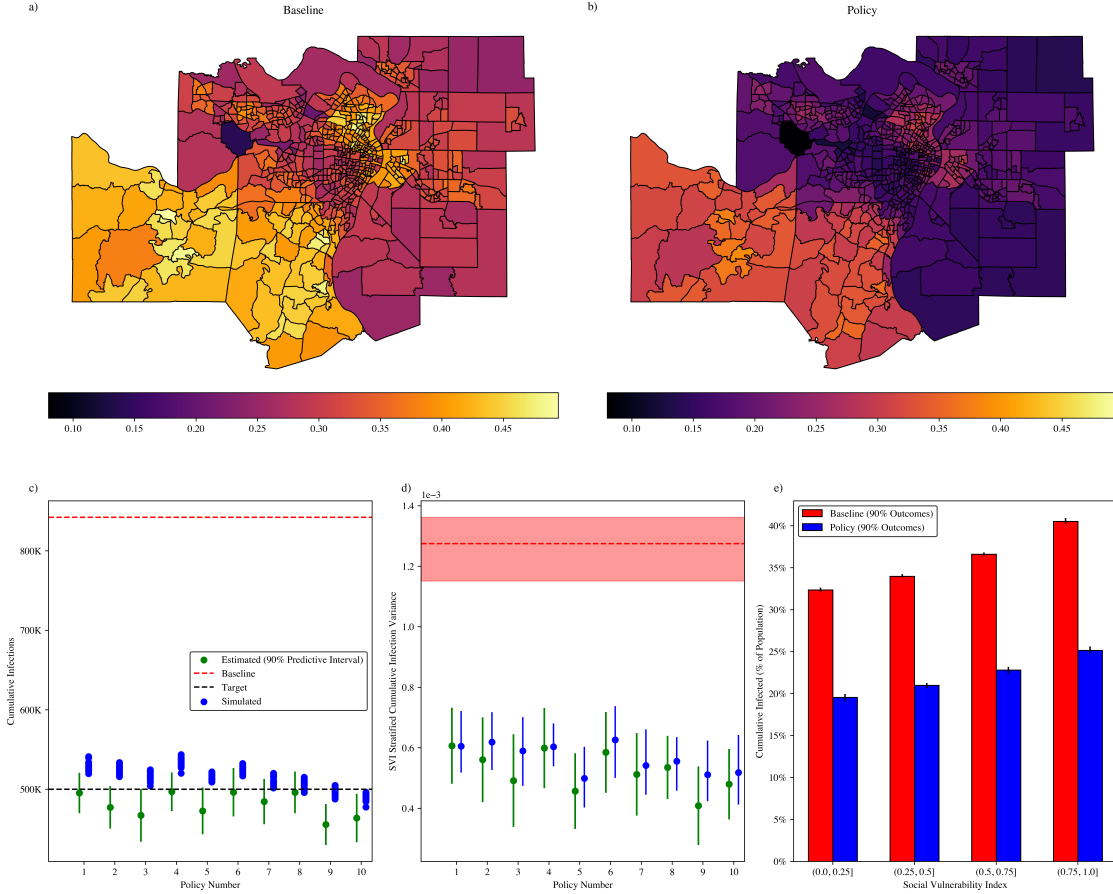 a)
Baseline
b)
Policy
0.10 0.15 0.20 0.25 0.30 0.35 0.40 0.45
0.10 0.15 0.20 0.25 0.30 0.35 0.40 0.45
c)
Cumulative Infections
800K
700K
600K
500K
Estimated (90% Predictive Interval)
Baseline
Target
Simulated
1 2 3 4 5 6 7 8 9 10
Policy Number
d)
1e−3
SVI Stratified Cumulative Infection Variance
1.4
1.2
1.0
0.8
0.6
0.4
1 2 3 4 5 6 7 8 9 10
Policy Number
e)
Cumulative Infected (% of Population)
40%
35%
30%
25%
20%
15%
10%
5%
0%
Baseline (90% Outcomes)
Policy (90% Outcomes)
(0.0, 0.25] (0.25, 0.5] (0.5, 0.75] (0.75, 1.0]
Social Vulnerability Index